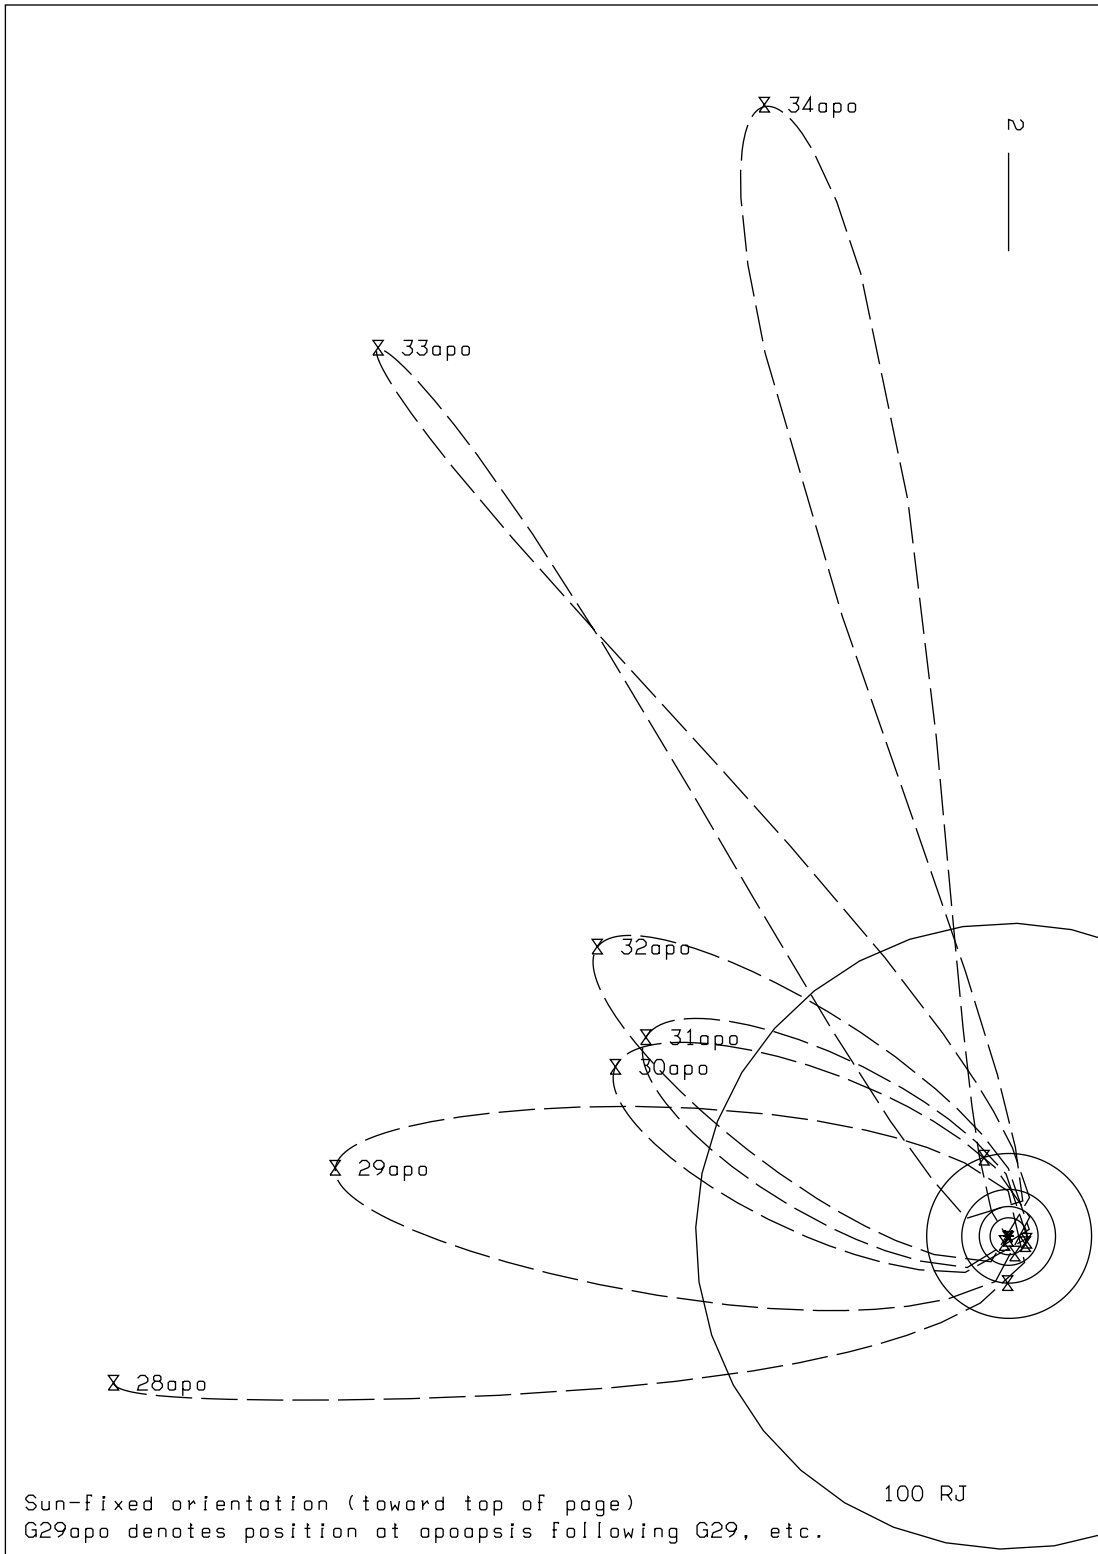 34apo
2
33apo
32apo
31apo
30apo
29apo
28apo
100 RJ
Sun-fixed orientation (toward top of page)
G29apo denotes position at apoapsis following G29, etc.